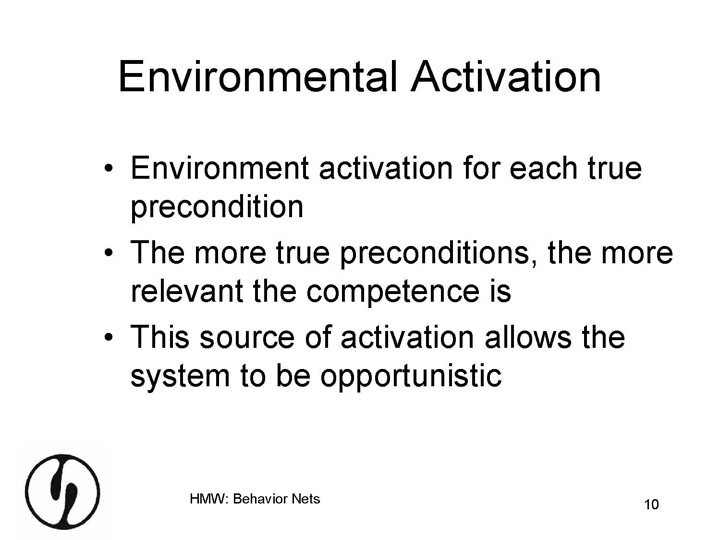 Environmental Activation
• Environment activation for each true
precondition
• The more true preconditions, the more
relevant the competence is
• This source of activation allows the
system to be opportunistic
HMW: Behavior Nets
10